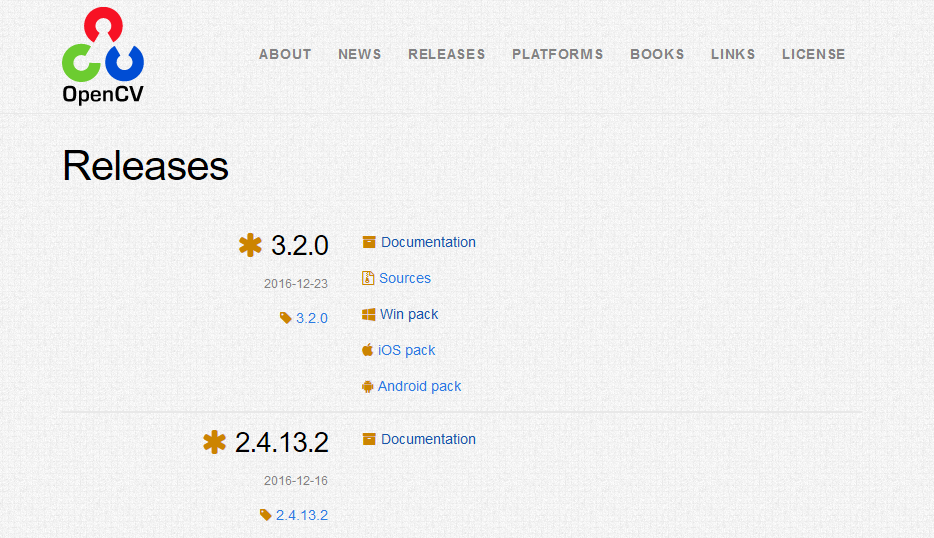 OpenCV
ABOUT NEWS RELEASES PLATFORMS BOOKS LINKS LICENSE
Releases
3.2.0
2016-12-23
3.2.0
Documentation
Sources
Win pack
iOS pack
Android pack
2.4.13.2
2016-12-16
2.4.13.2
Documentation